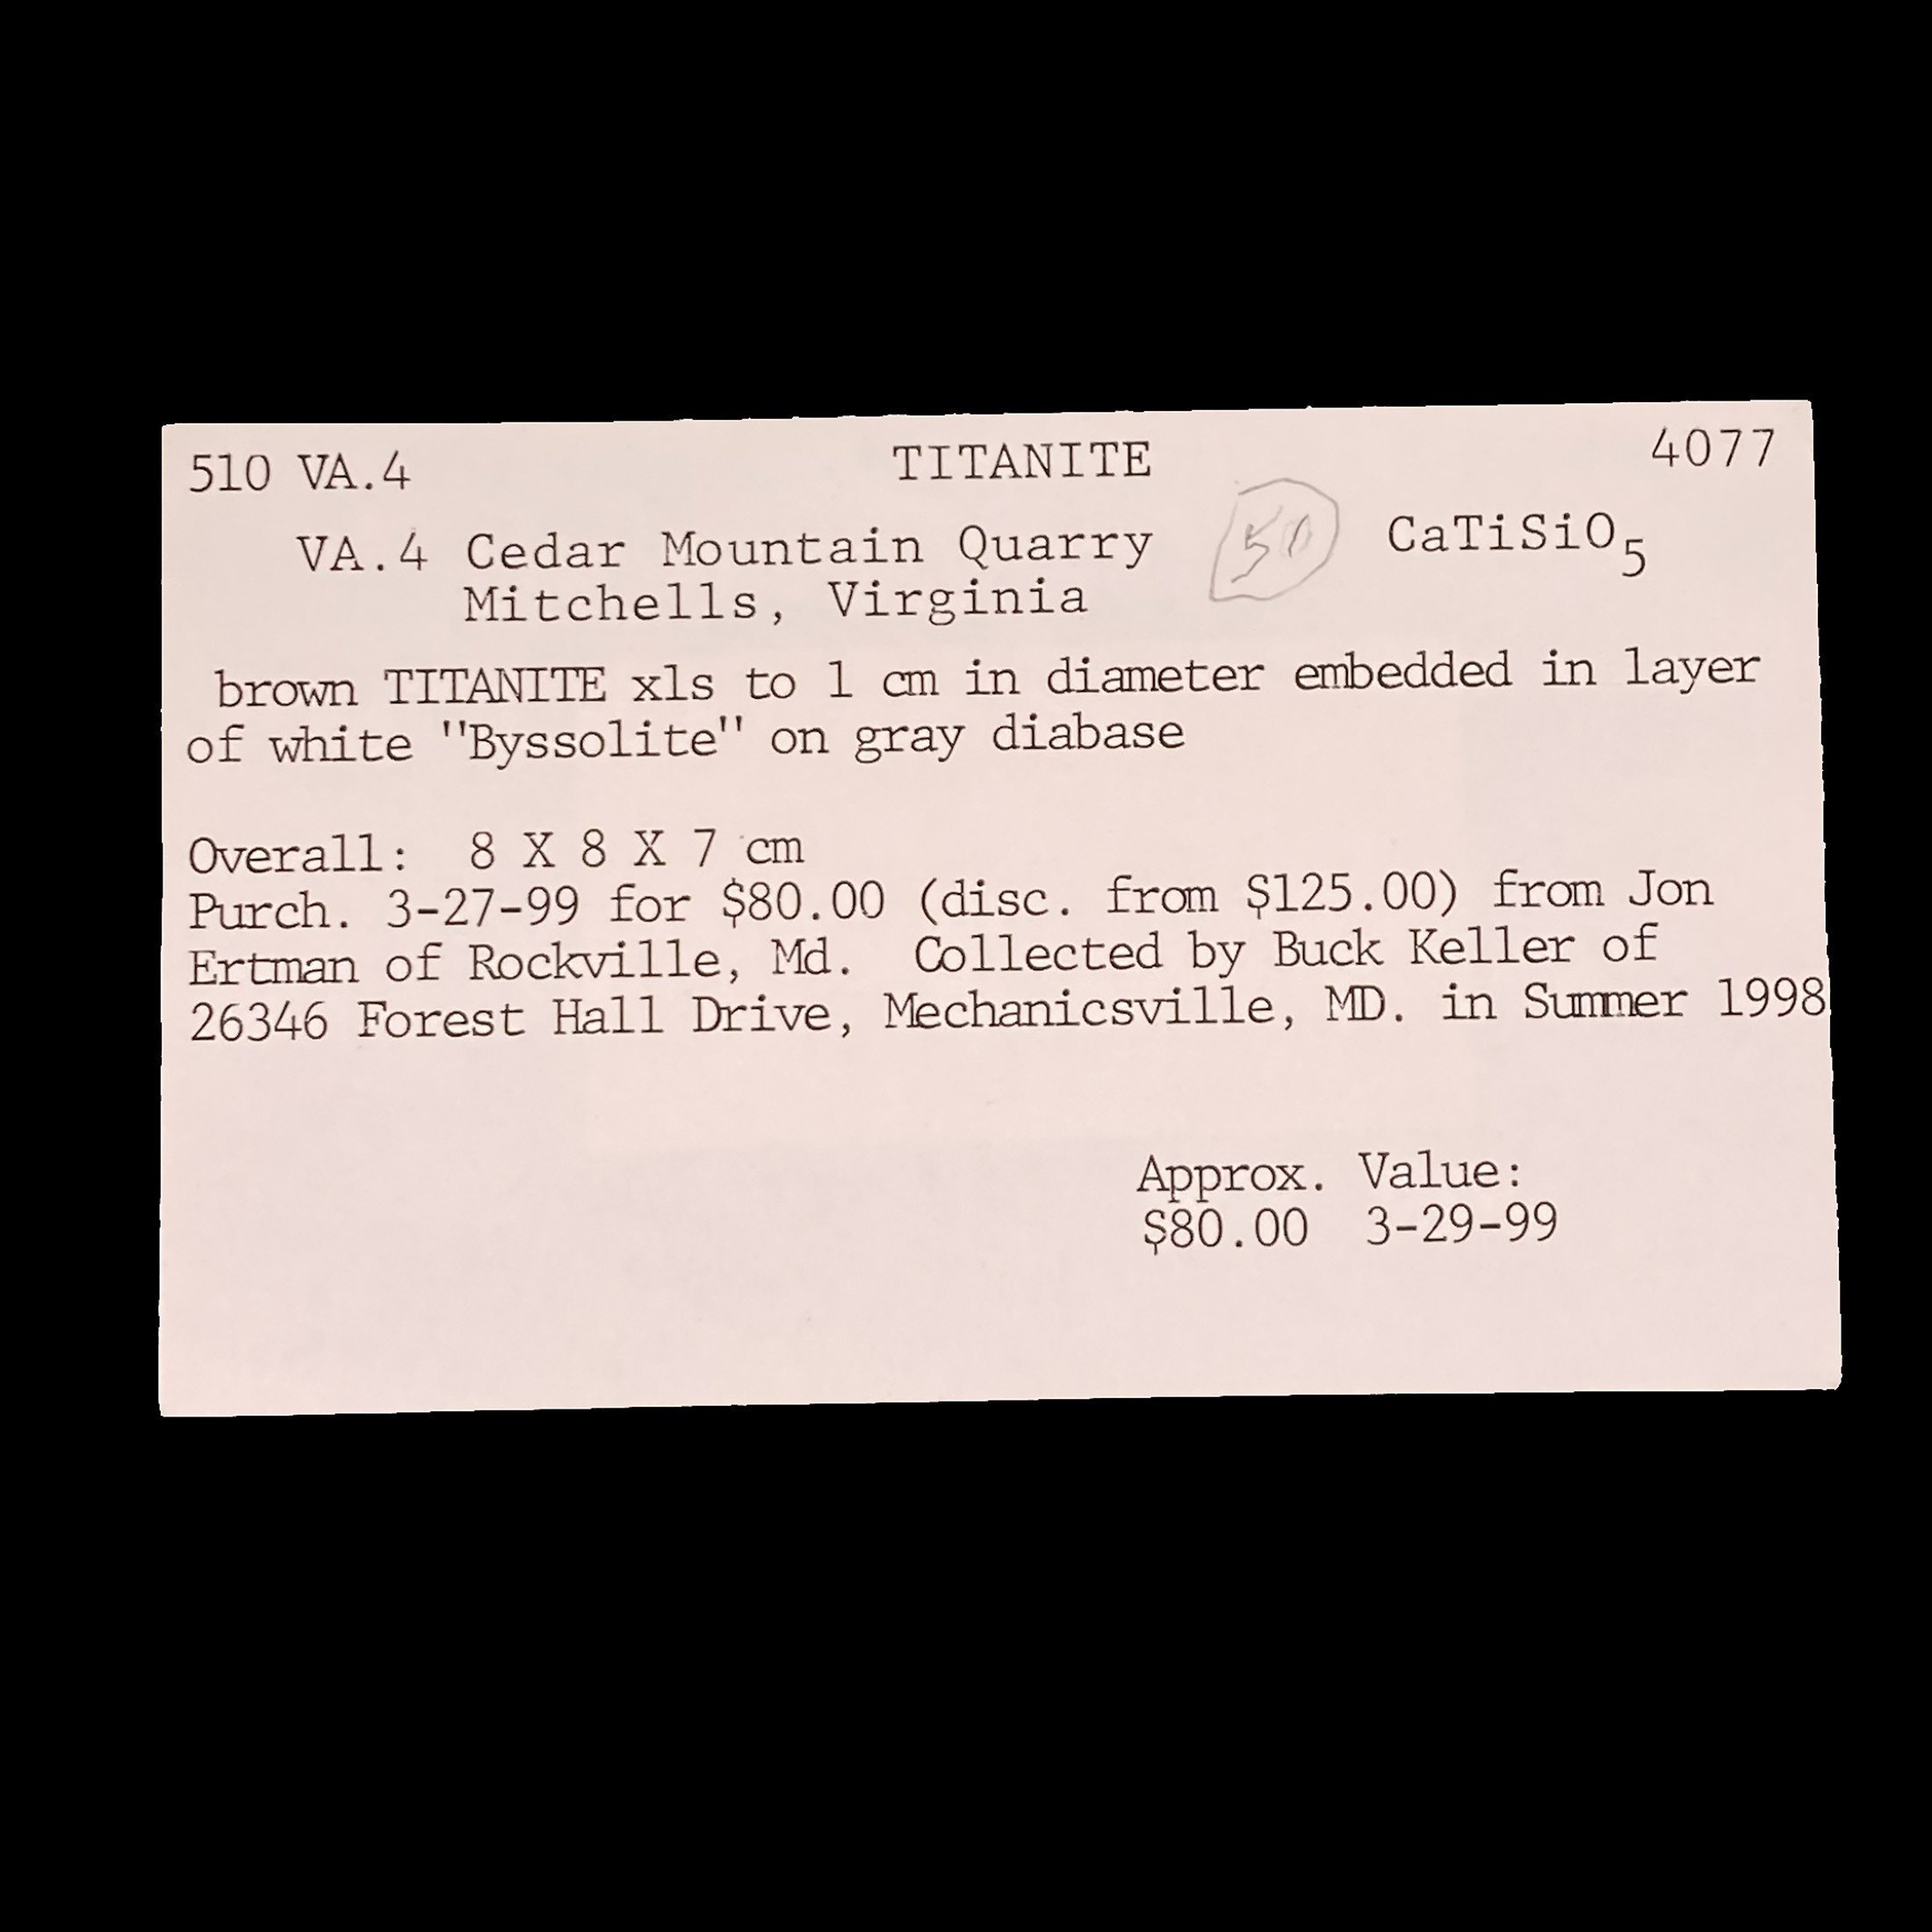 510 VA.4 TITANITE 4077
VA.4 Cedar Mountain Quarry 50 CaTiSiO₅
Mitchells, Virginia
brown TITANITE xls to 1 cm in diameter embedded in layer
of white "Byssolite" on gray diabase
Overall: 8 X 8 X 7 cm
Purch. 3-27-99 for $80.00 (disc. from $125.00) from Jon
Ertman of Rockville, Md. Collected by Buck Keller of
26346 Forest Hall Drive, Mechanicsville, MD. in Summer 1998
Approx. Value:
$80.00 3-29-99